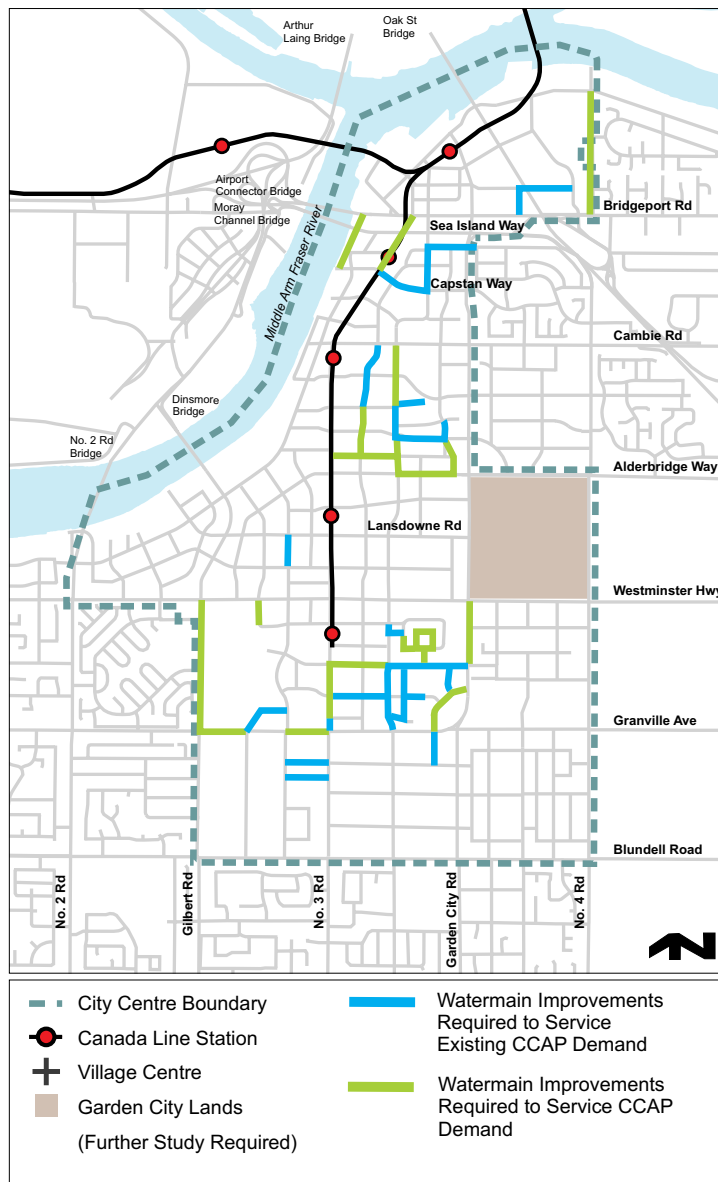 Arthur
Laing Bridge
Oak St
Bridge
Airport
Connector Bridge
Moray
Channel Bridge
Bridgeport Rd
Sea Island Way
Middle Arm Fraser River
Capstan Way
Cambie Rd
Dinsmore
Bridge
No. 2 Rd
Bridge
Alderbridge Way
Lansdowne Rd
Westminster Hwy
Granville Ave
Blundell Road
No. 2 Rd
Gilbert Rd
No. 3 Rd
Garden City Rd
No. 4 Rd
N
City Centre Boundary
Canada Line Station
Village Centre
Garden City Lands
(Further Study Required)
Watermain Improvements
Required to Service
Existing CCAP Demand
Watermain Improvements
Required to Service CCAP
Demand